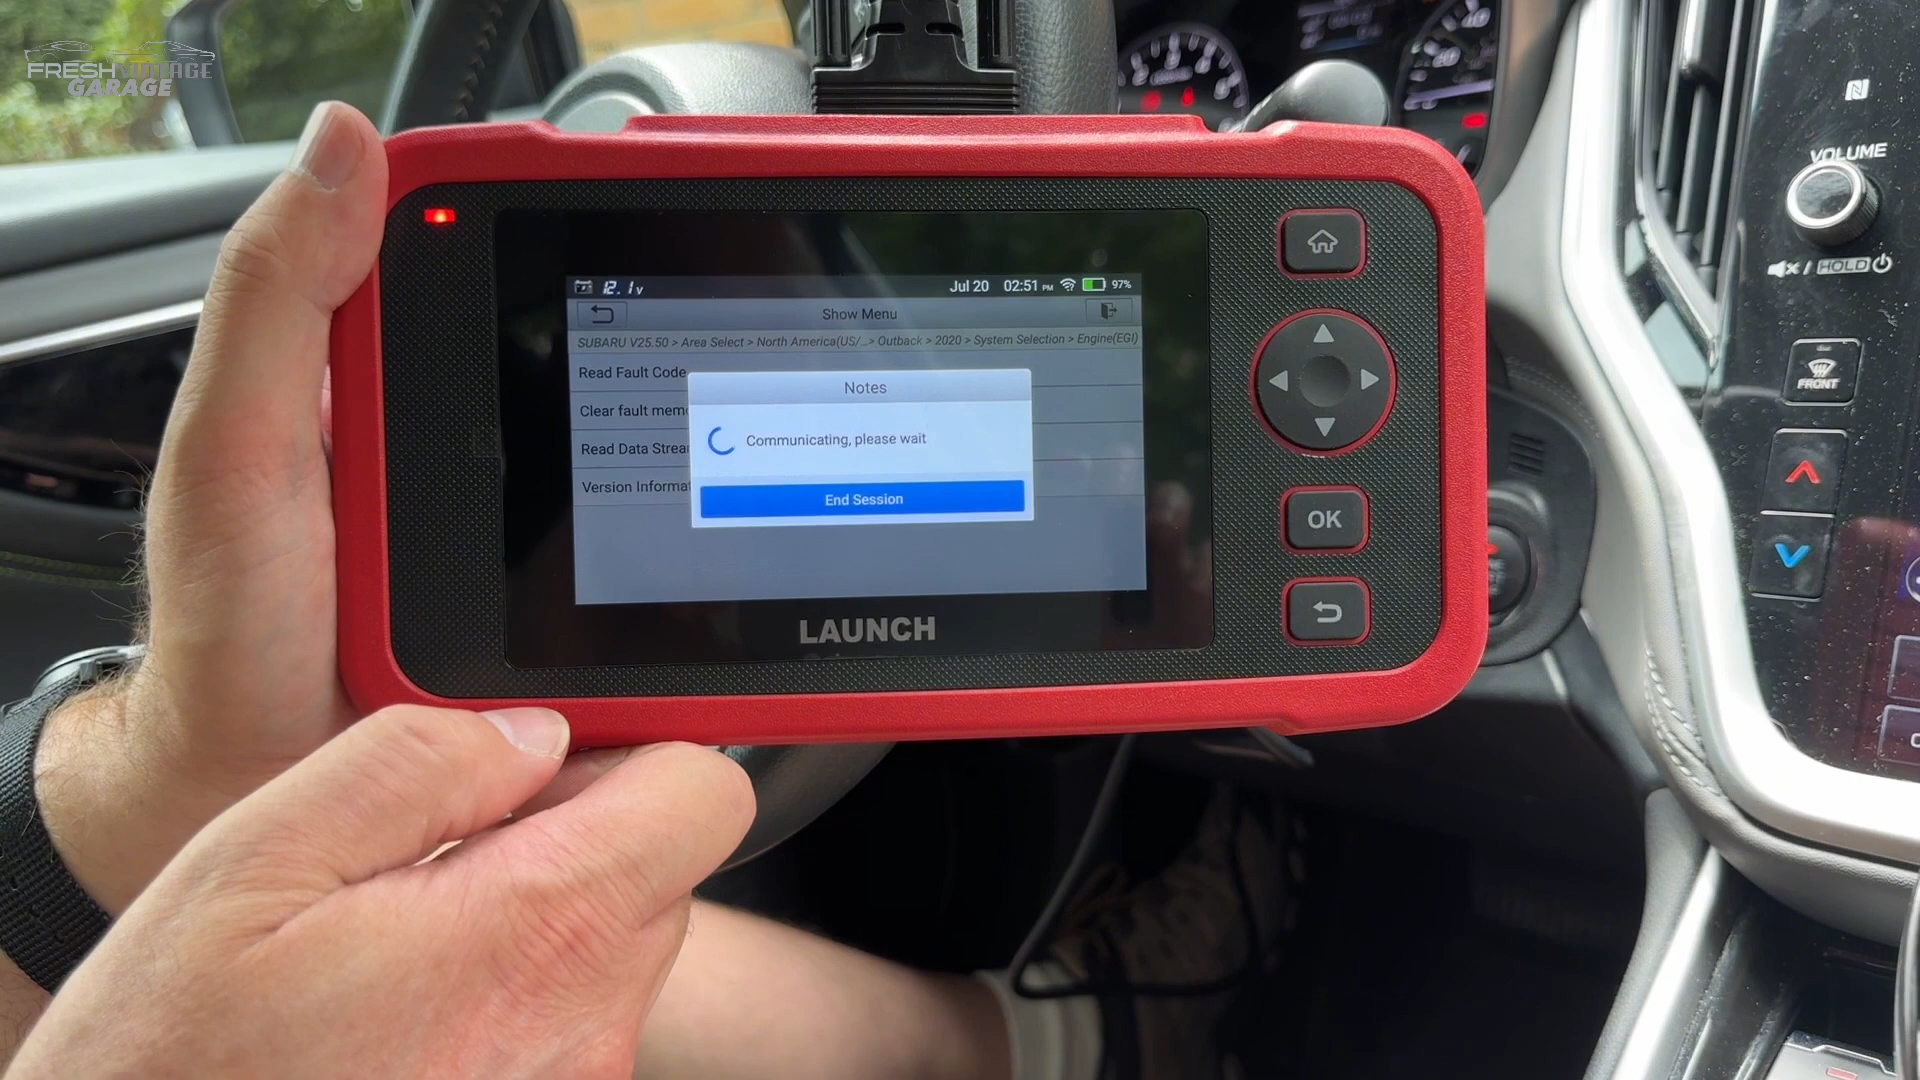 FRESH VINTAGE
GARAGE
12.1v
Jul 20 02:51 PM 97%
Show Menu
SUBARU V25.50 > Area Select > North America(US/...> Outback > 2020 > System Selection > Engine(EGI)
Read Fault Code
Clear fault mem
Read Data Strea
Version Informa
Notes
Communicating, please wait
End Session
LAUNCH
OK
VOLUME
/ HOLD
FRONT